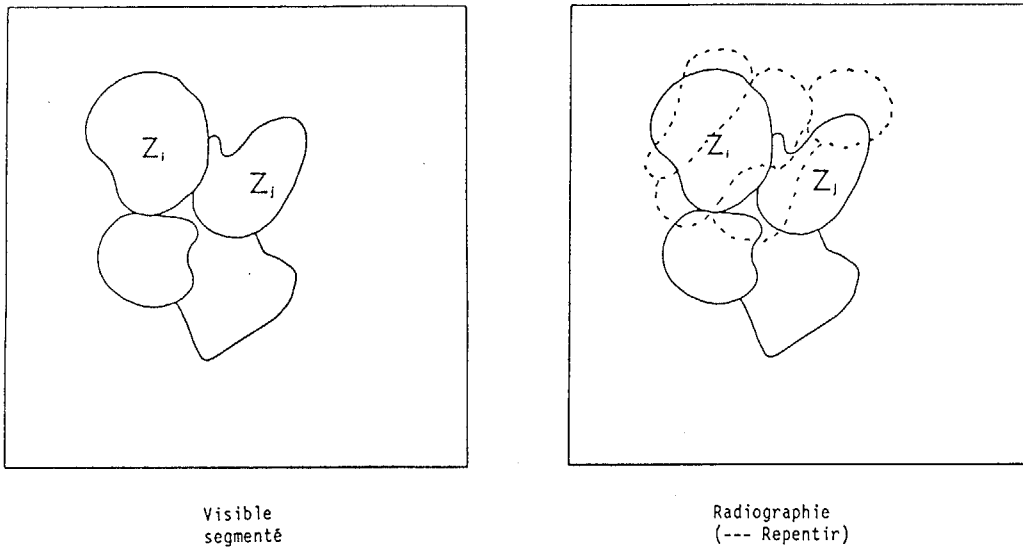 Zi
Zj
Zi
Zj
Visible
segmenté
Radiographie
(--- Repentir)